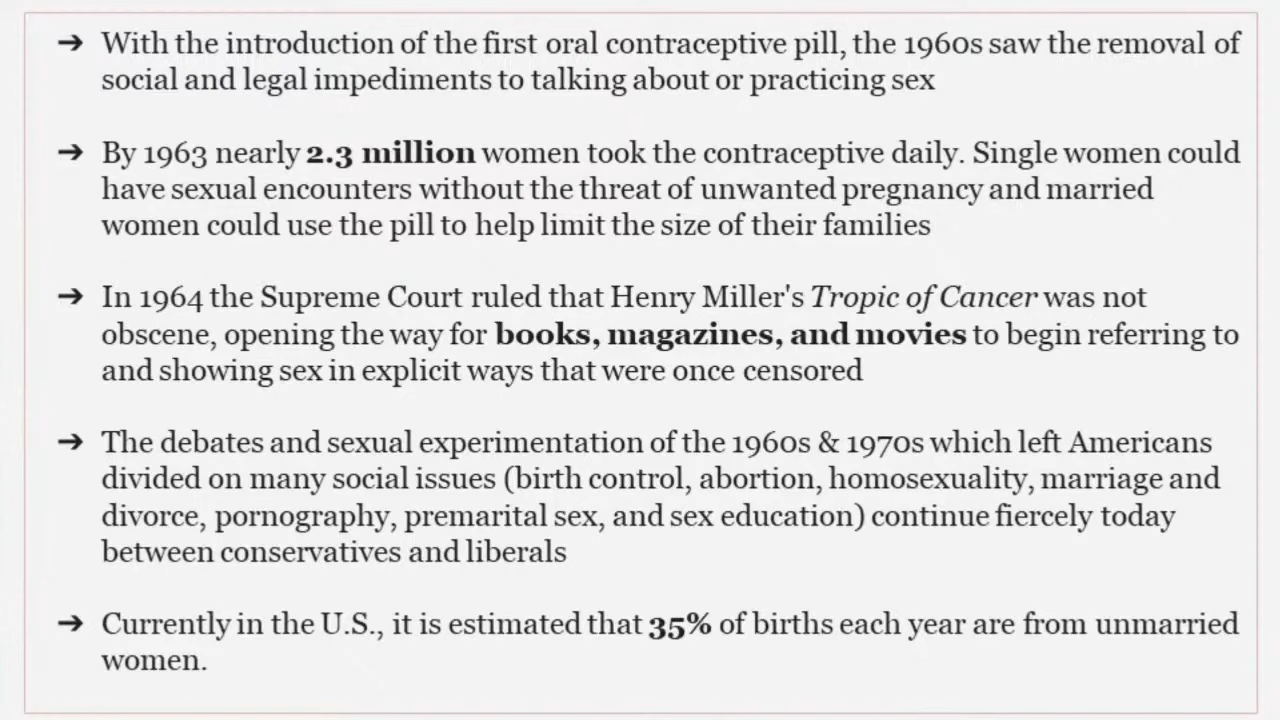 ➔ With the introduction of the first oral contraceptive pill, the 1960s saw the removal of
social and legal impediments to talking about or practicing sex
➔ By 1963 nearly 2.3 million women took the contraceptive daily. Single women could
have sexual encounters without the threat of unwanted pregnancy and married
women could use the pill to help limit the size of their families
➔ In 1964 the Supreme Court ruled that Henry Miller's Tropic of Cancer was not
obscene, opening the way for books, magazines, and movies to begin referring to
and showing sex in explicit ways that were once censored
➔ The debates and sexual experimentation of the 1960s & 1970s which left Americans
divided on many social issues (birth control, abortion, homosexuality, marriage and
divorce, pornography, premarital sex, and sex education) continue fiercely today
between conservatives and liberals
➔ Currently in the U.S., it is estimated that 35% of births each year are from unmarried
women.